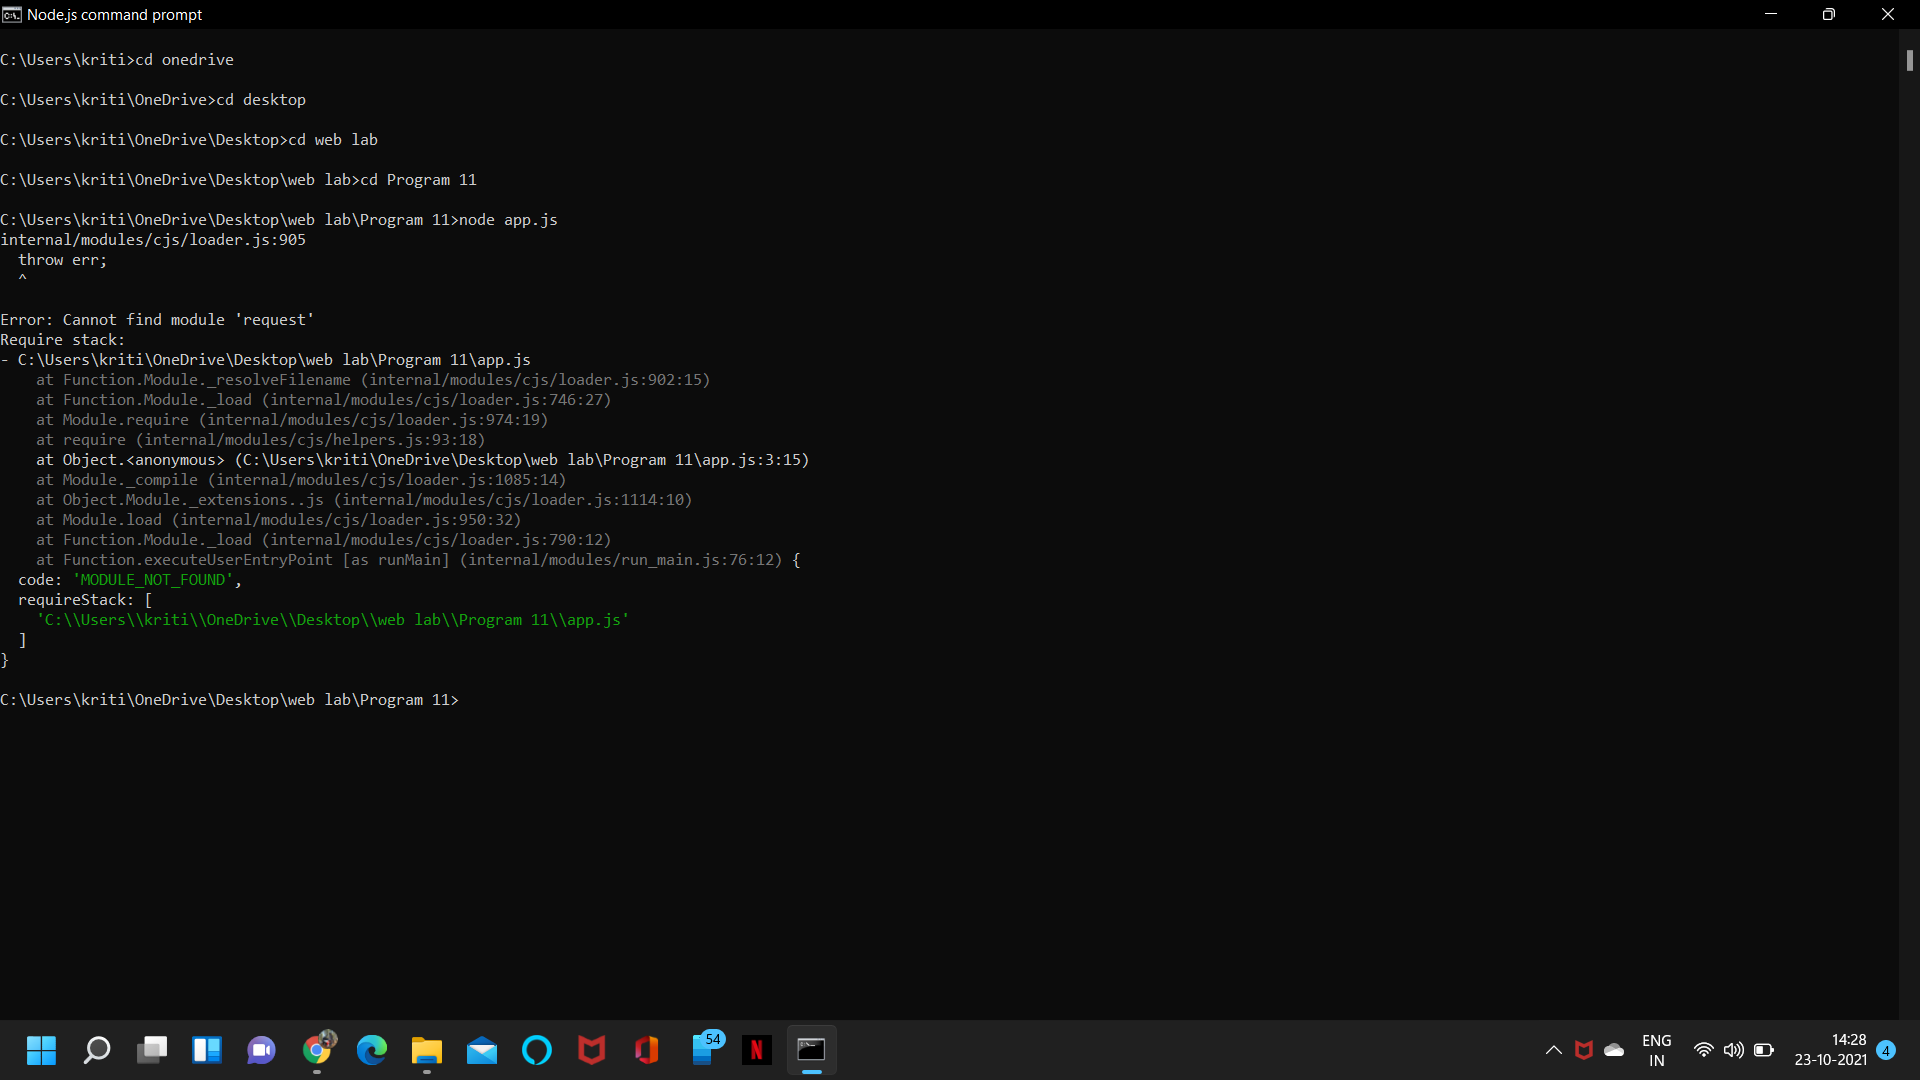 Node.js command prompt
C:\Users\kriti>cd onedrive
C:\Users\kriti\OneDrive>cd desktop
C:\Users\kriti\OneDrive\Desktop>cd web lab
C:\Users\kriti\OneDrive\Desktop\web lab>cd Program 11
C:\Users\kriti\OneDrive\Desktop\web lab\Program 11>node app.js
internal/modules/cjs/loader.js:905
  throw err;
  ^
Error: Cannot find module 'request'
Require stack:
- C:\Users\kriti\OneDrive\Desktop\web lab\Program 11\app.js
    at Function.Module._resolveFilename (internal/modules/cjs/loader.js:902:15)
    at Function.Module._load (internal/modules/cjs/loader.js:746:27)
    at Module.require (internal/modules/cjs/loader.js:974:19)
    at require (internal/modules/cjs/helpers.js:93:18)
    at Object.<anonymous> (C:\Users\kriti\OneDrive\Desktop\web lab\Program 11\app.js:3:15)
    at Module._compile (internal/modules/cjs/loader.js:1085:14)
    at Object.Module._extensions..js (internal/modules/cjs/loader.js:1114:10)
    at Module.load (internal/modules/cjs/loader.js:950:32)
    at Function.Module._load (internal/modules/cjs/loader.js:790:12)
    at Function.executeUserEntryPoint [as runMain] (internal/modules/run_main.js:76:12) {
  code: 'MODULE_NOT_FOUND',
  requireStack: [
    'C:\\Users\\kriti\\OneDrive\\Desktop\\web lab\\Program 11\\app.js'
  ]
}
C:\Users\kriti\OneDrive\Desktop\web lab\Program 11>
54
N
ENG
IN
14:28
23-10-2021
4